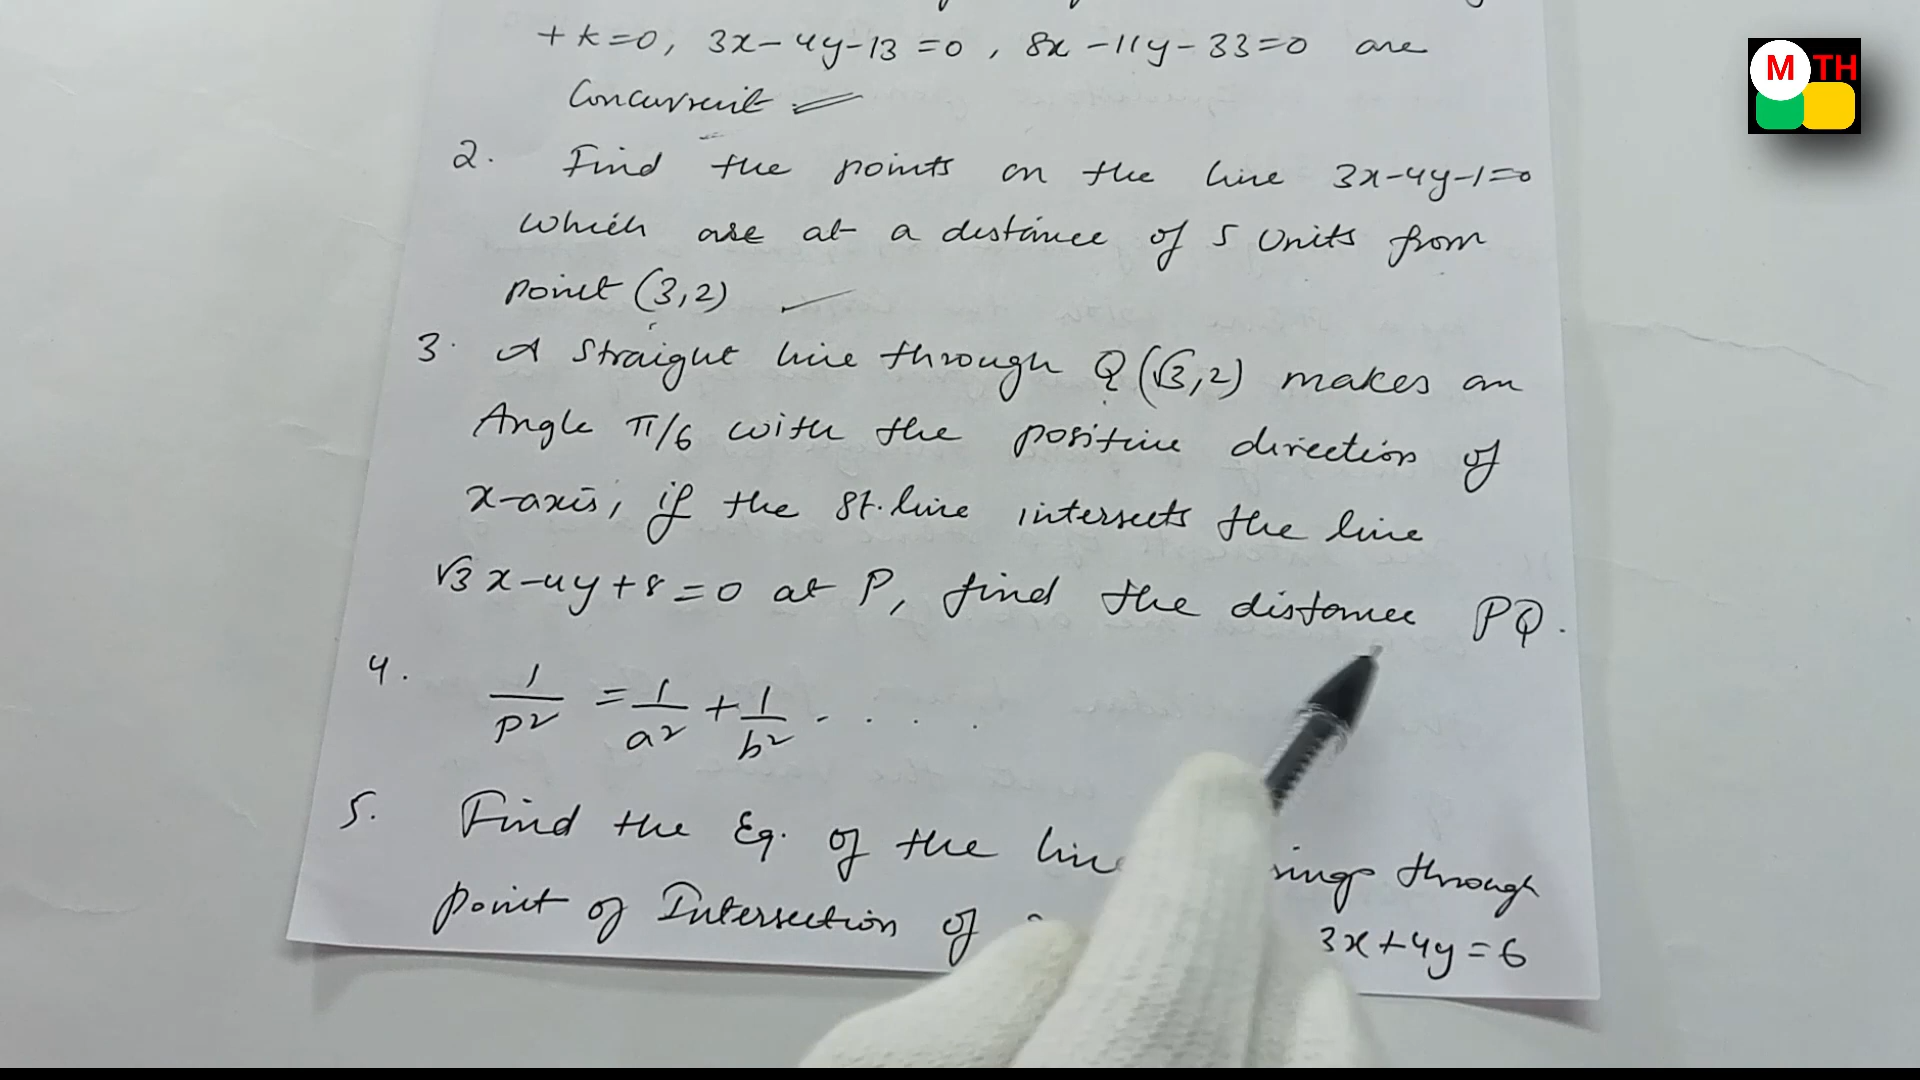 + k=0, 3x-4y-13=0, 8x-11y-33=0 are
Concurrent
2. Find the points on the line 3x-4y-1=0
which are at a distance of 5 Units from
point (3,2)
3. A straight line through Q(√3,2) makes an
Angle π/6 with the positive direction of
x-axis, if the st.line intersects the line
√3x-4y+8=0 at P, find the distance PQ.
4. 1/p² = 1/a² + 1/b² . . . .
5. Find the Eq. of the through
point of Intersection of 3x+4y=6
M TH